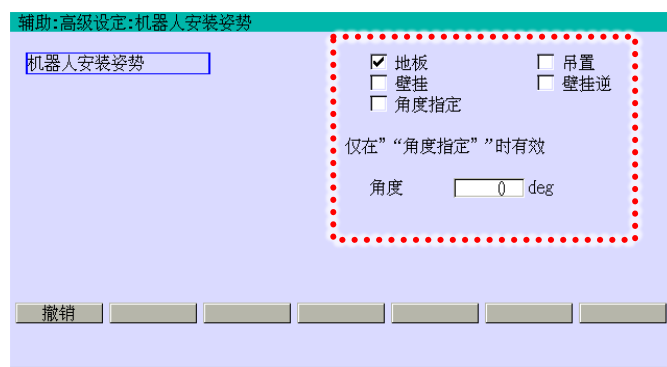 辅助:高级设定:机器人安装姿势
机器人安装姿势
地板 吊置
壁挂 壁挂逆
角度指定
仅在”“角度指定””时有效
角度 0 deg
撤销